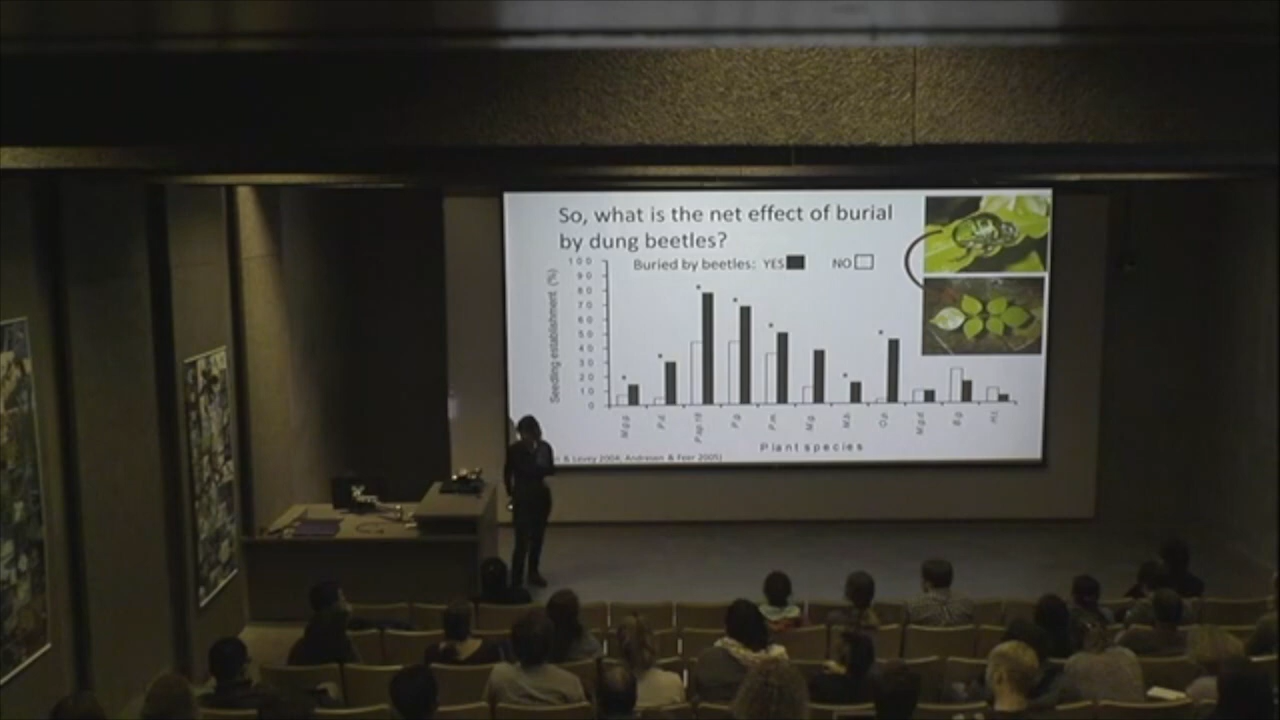 So, what is the net effect of burial
by dung beetles?
Buried by beetles: YES NO
Seedling establishment (%)
100
90
80
70
60
50
40
30
20
10
0
P.g.
P.m.
M.g.
M.b.
O.p.
M.g.d.
B.g.
Plant species
& Levey 2004; Andresen & Feer 2005)